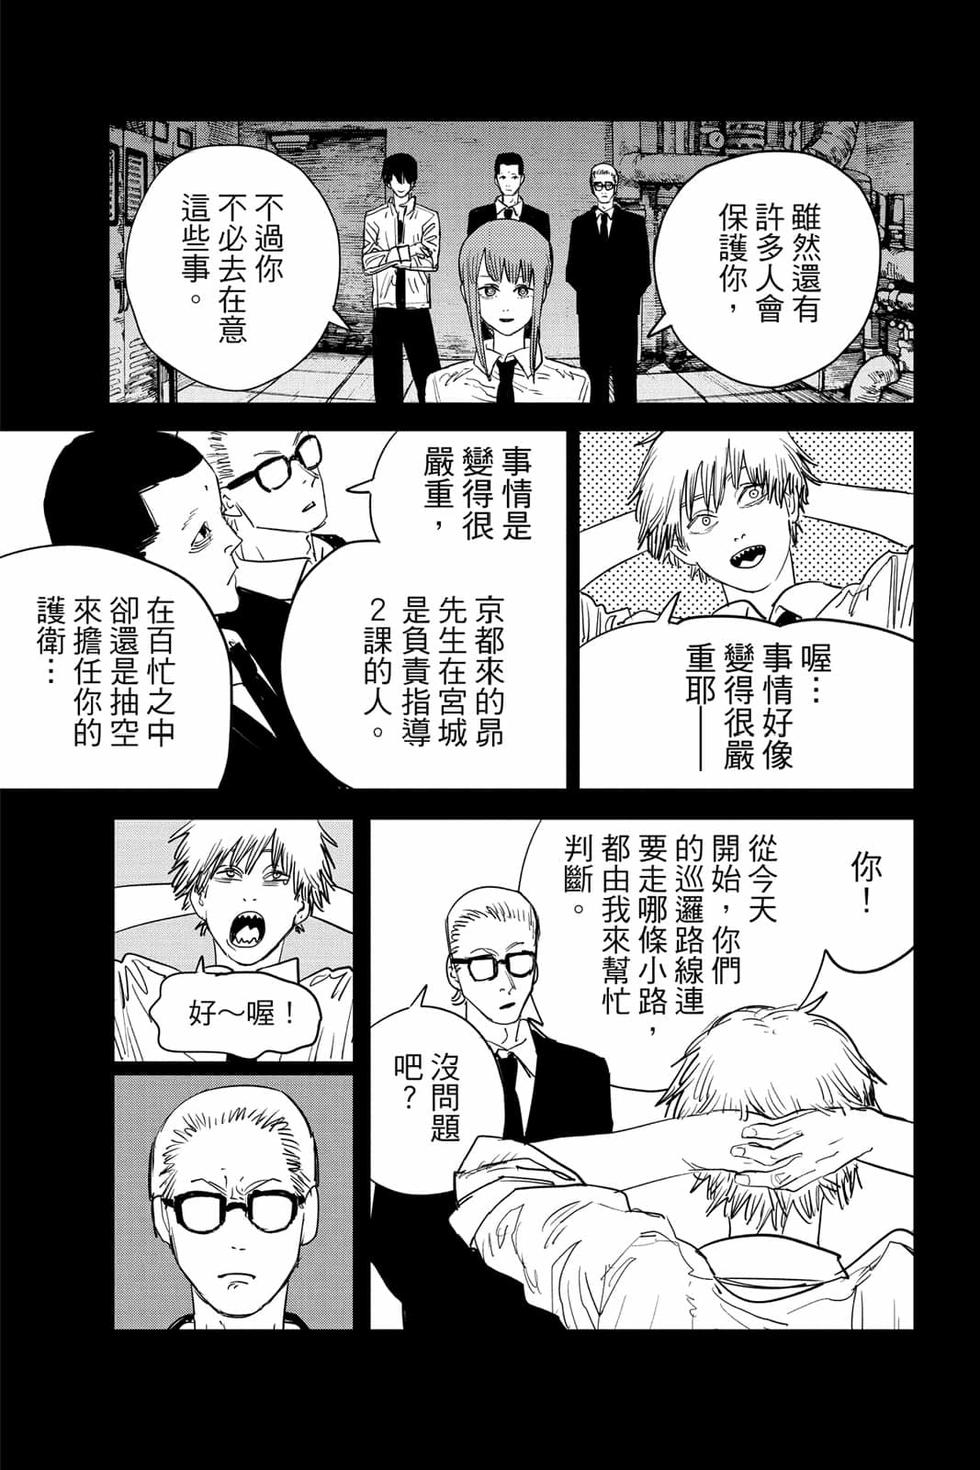 雖然還有
許多人會
保護你，
不過你
不必去在意
這些事。
喔…
事情好像
變得很嚴
重耶──
事情是
變得很
嚴重，
京都來的昴
先生在宮城
是負責指導
2課的人。
在百忙之中
卻還是抽空
來擔任你的
護衛…
你！
從今天
開始，你們
的巡邏路線連
要走哪條小路，
都由我來幫忙
判斷。
沒問題
吧？
好～喔！